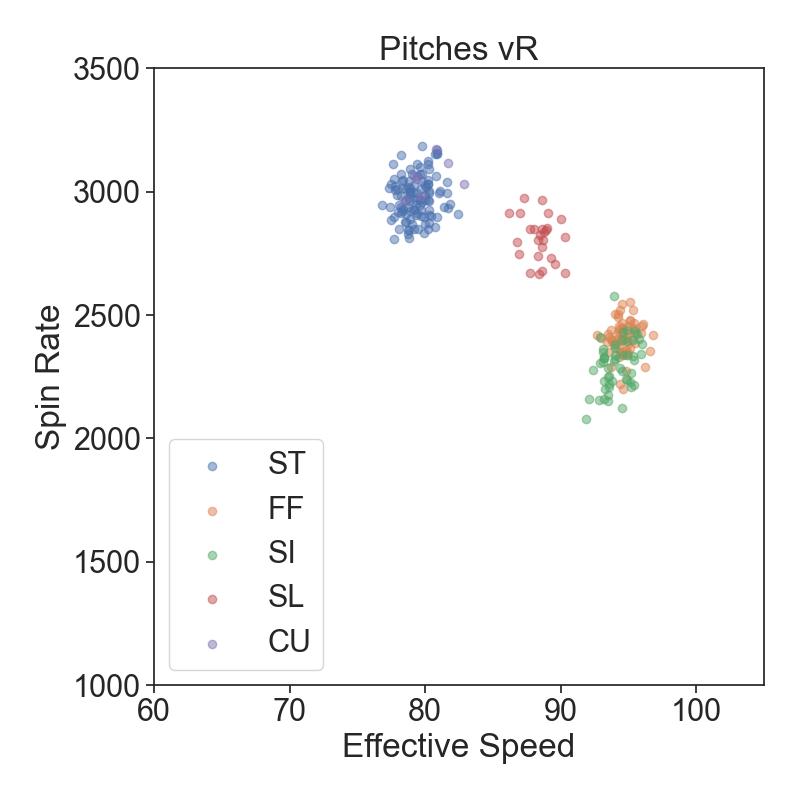 Pitches vR
3500
3000
2500
2000
1500
1000
Spin Rate
ST
FF
SI
SL
CU
60 70 80 90 100
Effective Speed